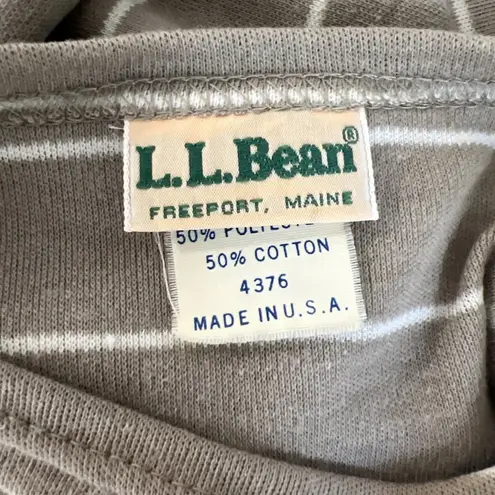 L.L.Bean®
FREEPORT, MAINE
50%
50% COTTON
4376
MADE IN U.S.A.